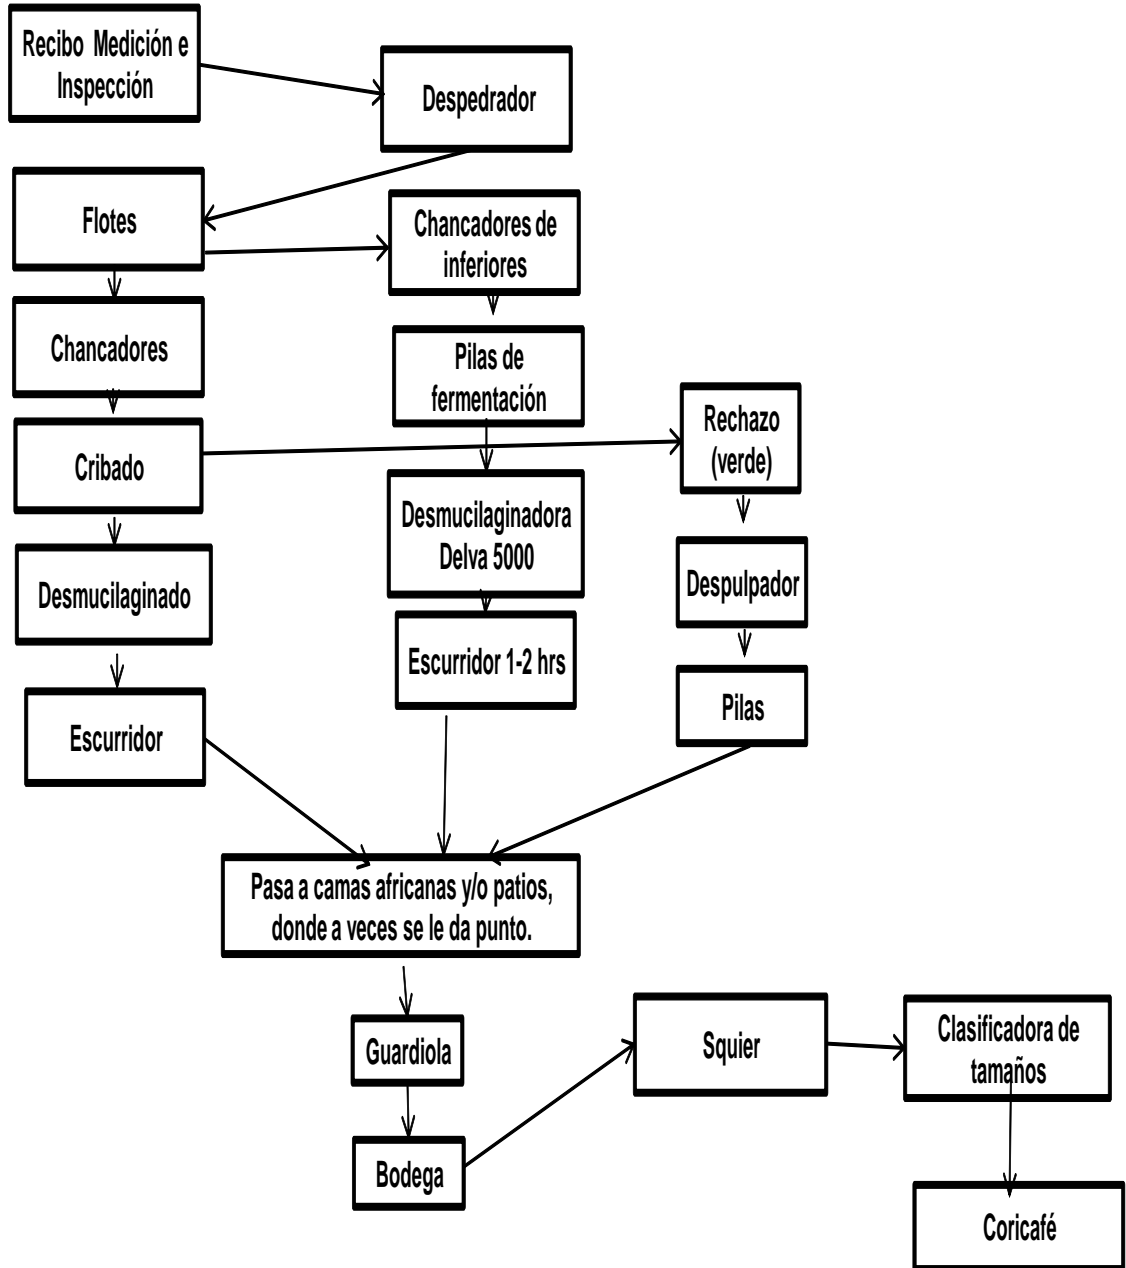 Recibo Medición e
Inspección
Despedrador
Flotes
Chancadores de
inferiores
Chancadores
Pilas de
fermentación
Rechazo
(verde)
Cribado
Desmucilaginadora
Delva 5000
Desmucilaginado
Despulpador
Escurridor 1-2 hrs
Escurridor
Pilas
Pasa a camas africanas y/o patios,
donde a veces se le da punto.
Guardiola
Squier
Clasificadora de
tamaños
Bodega
Coricafé